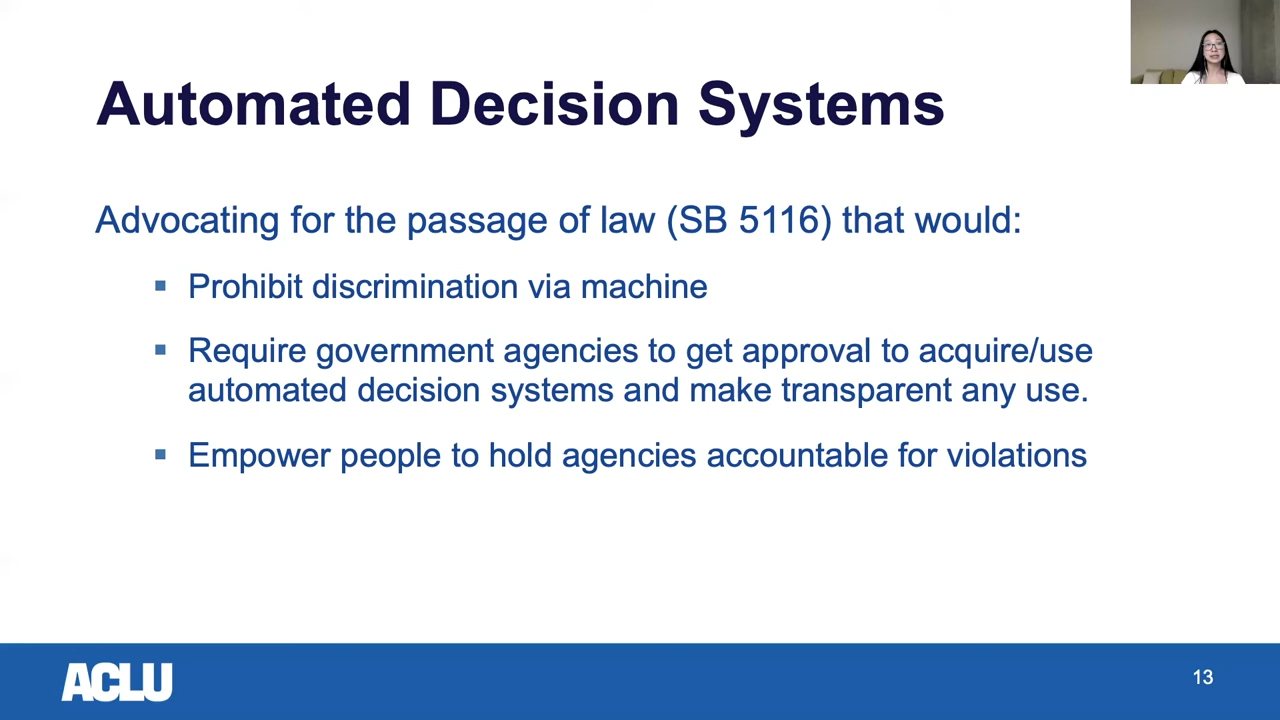 Automated Decision Systems
Advocating for the passage of law (SB 5116) that would:
▪ Prohibit discrimination via machine
▪ Require government agencies to get approval to acquire/use
automated decision systems and make transparent any use.
▪ Empower people to hold agencies accountable for violations
ACLU
13